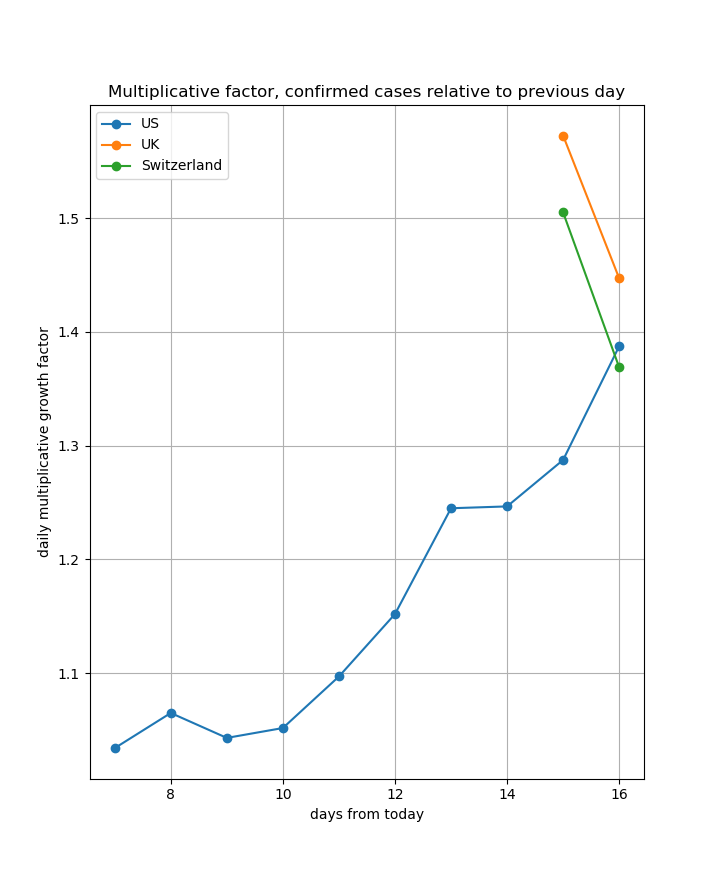 Multiplicative factor, confirmed cases relative to previous day
US
UK
Switzerland
1.5
1.4
1.3
1.2
1.1
daily multiplicative growth factor
8 10 12 14 16
days from today